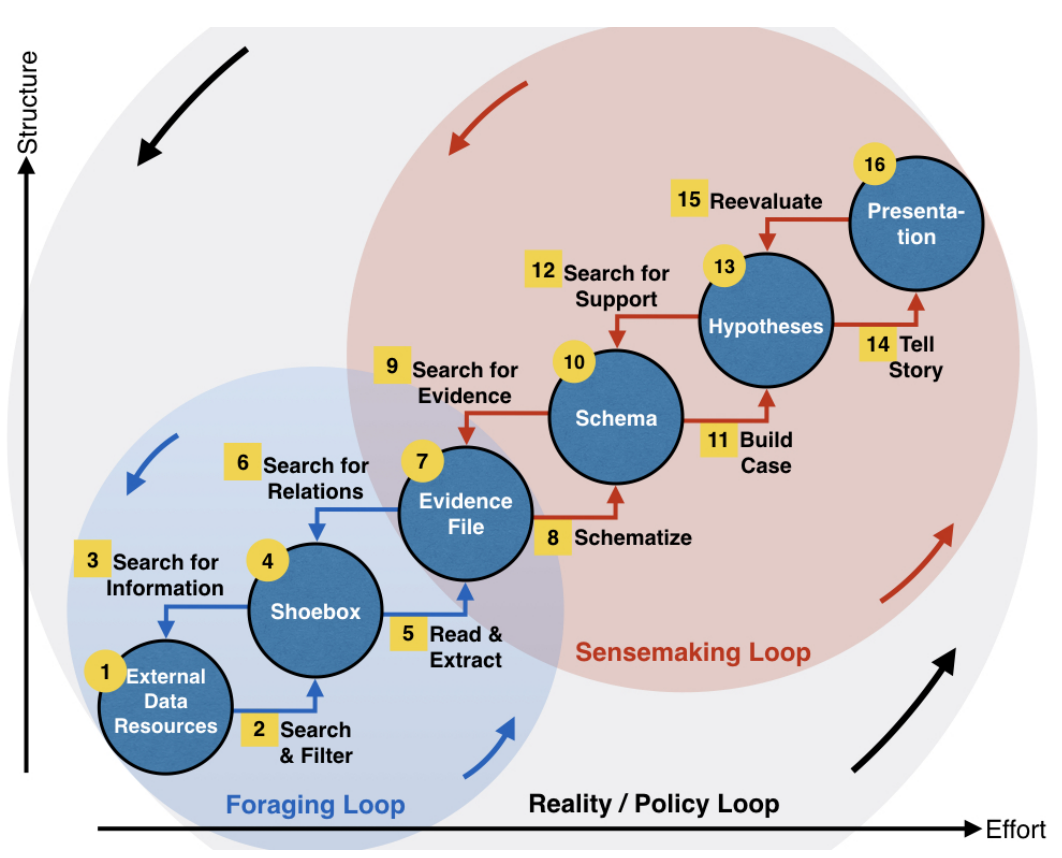 Structure
16
Presenta-
tion
15
Reevaluate
13
Hypotheses
14
Tell
Story
12
Search for
Support
10
Schema
11
Build
Case
9
Search for
Evidence
7
Evidence
File
8
Schematize
6
Search for
Relations
4
Shoebox
5
Read &
Extract
3
Search for
Information
1
External
Data
Resources
2
Search
& Filter
Sensemaking Loop
Foraging Loop
Reality / Policy Loop
Effort